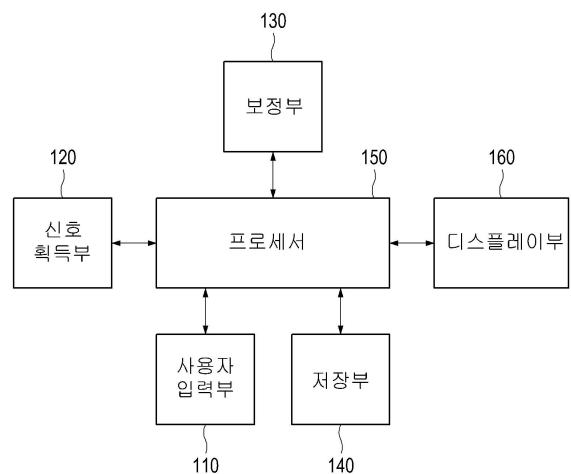 130
보정부
120
150
160
신호
획득부
프로세서
디스플레이부
사용자
입력부
저장부
110
140